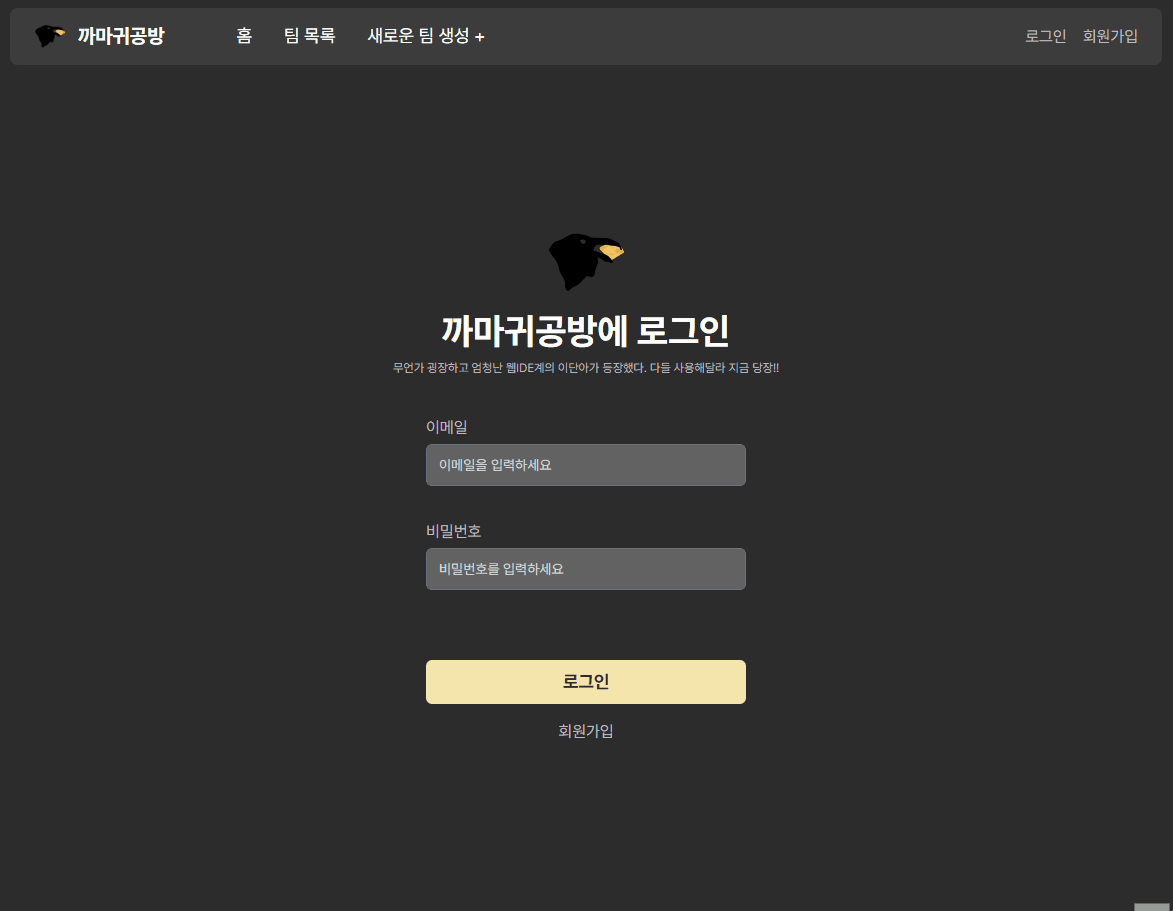 까마귀공방 홈 팀 목록 새로운 팀 생성 + 로그인 회원가입
까마귀공방에 로그인
무언가 굉장하고 엄청난 웹IDE계의 이단아가 등장했다. 다들 사용해달라 지금 당장!!
이메일
이메일을 입력하세요
비밀번호
비밀번호를 입력하세요
로그인
회원가입